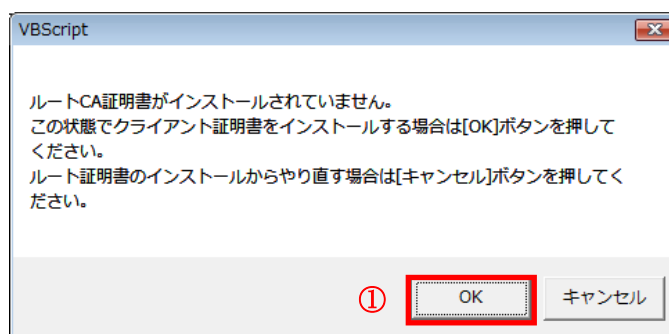 VBScript
ルートCA証明書がインストールされていません。
この状態でクライアント証明書をインストールする場合は[OK]ボタンを押して
ください。
ルート証明書のインストールからやり直す場合は[キャンセル]ボタンを押してく
ださい。
① OK キャンセル